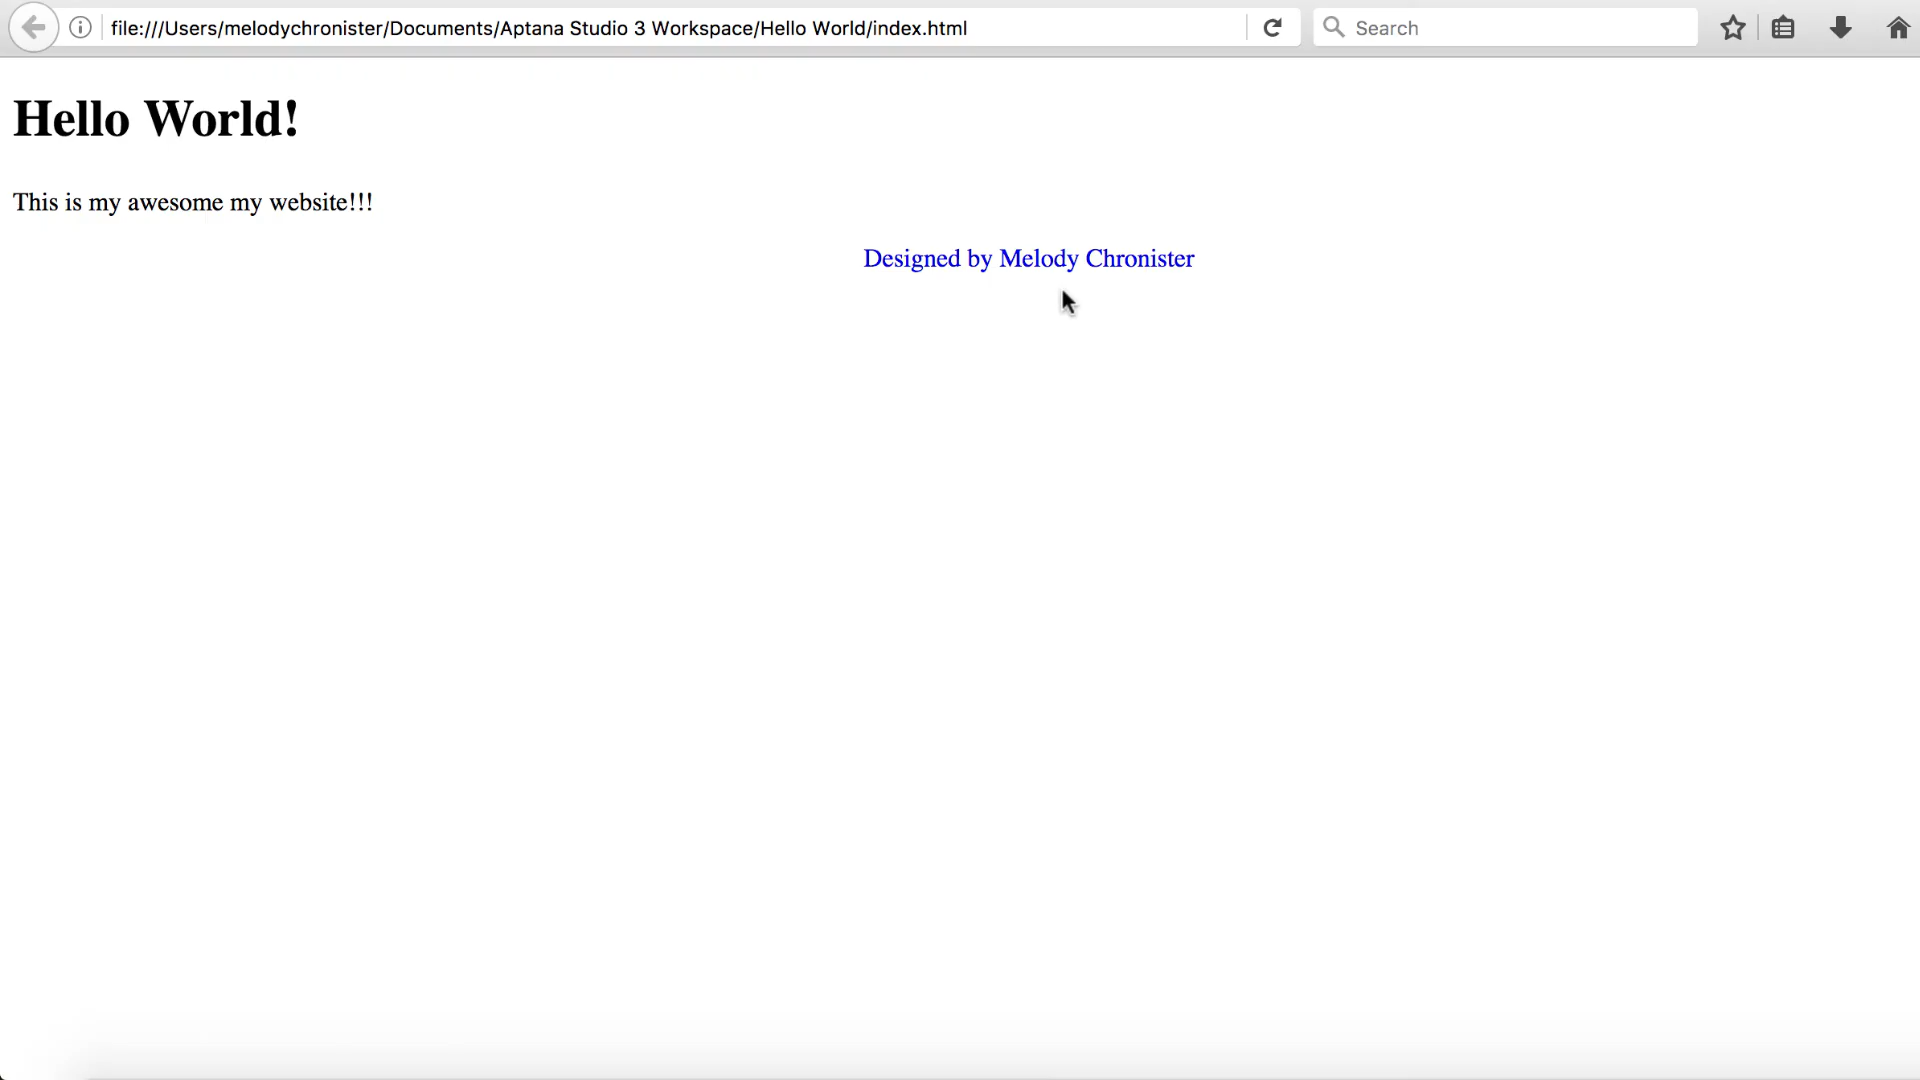 file:///Users/melodychronister/Documents/Aptana Studio 3 Workspace/Hello World/index.html
Search
Hello World!
This is my awesome my website!!!
Designed by Melody Chronister